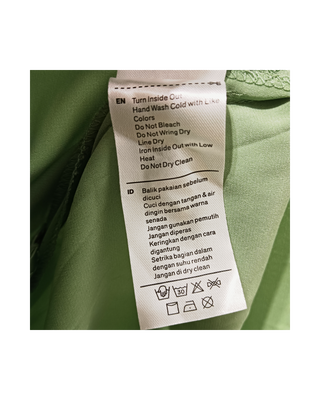 EN Turn Inside Out
Hand Wash Cold with Like
Colors
Do Not Bleach
Do Not Wring Dry
Line Dry
Iron Inside Out with Low
Heat
Do Not Dry Clean
ID Balik pakaian sebelum
dicuci
Cuci dengan tangan & air
dingin bersama warna
senada
Jangan gunakan pemutih
Jangan diperas
Keringkan dengan cara
digantung
Setrika bagian dalam
dengan suhu rendah
Jangan di dry clean
30